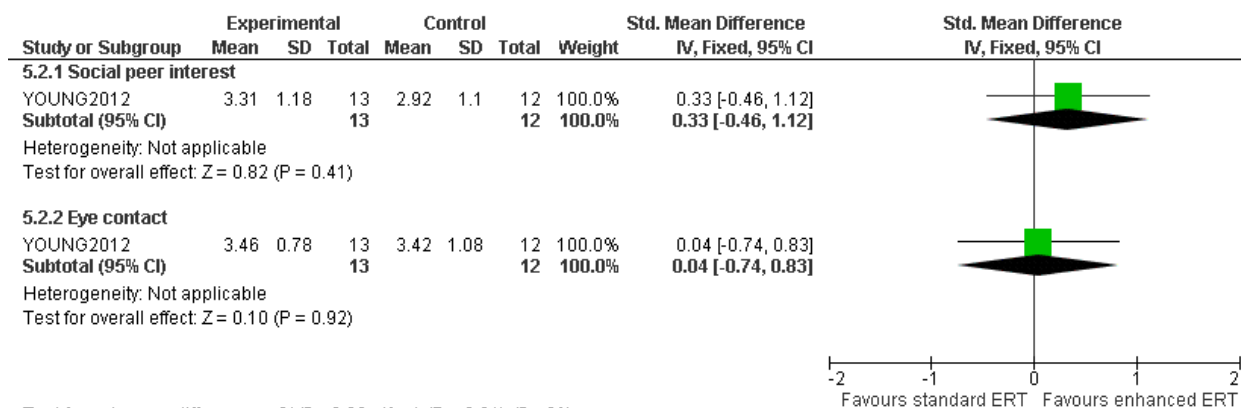 Experimental Control Std. Mean Difference Std. Mean Difference
Study or Subgroup Mean SD Total Mean SD Total Weight IV, Fixed, 95% CI IV, Fixed, 95% CI
5.2.1 Social peer interest
YOUNG2012 3.31 1.18 13 2.92 1.1 12 100.0% 0.33 [-0.46, 1.12]
Subtotal (95% CI) 13 12 100.0% 0.33 [-0.46, 1.12]
Heterogeneity: Not applicable
Test for overall effect: Z = 0.82 (P = 0.41)
5.2.2 Eye contact
YOUNG2012 3.46 0.78 13 3.42 1.08 12 100.0% 0.04 [-0.74, 0.83]
Subtotal (95% CI) 13 12 100.0% 0.04 [-0.74, 0.83]
Heterogeneity: Not applicable
Test for overall effect: Z = 0.10 (P = 0.92)
-2 -1 0 1 2
Favours standard ERT Favours enhanced ERT